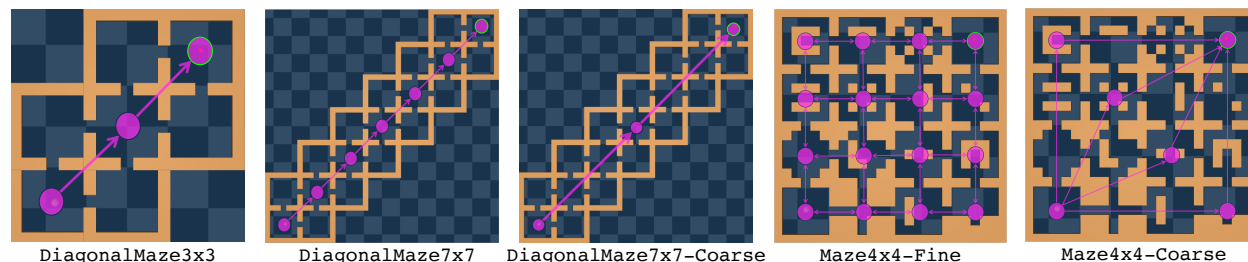 DiagonalMaze3x3
DiagonalMaze7x7
DiagonalMaze7x7-Coarse
Maze4x4-Fine
Maze4x4-Coarse